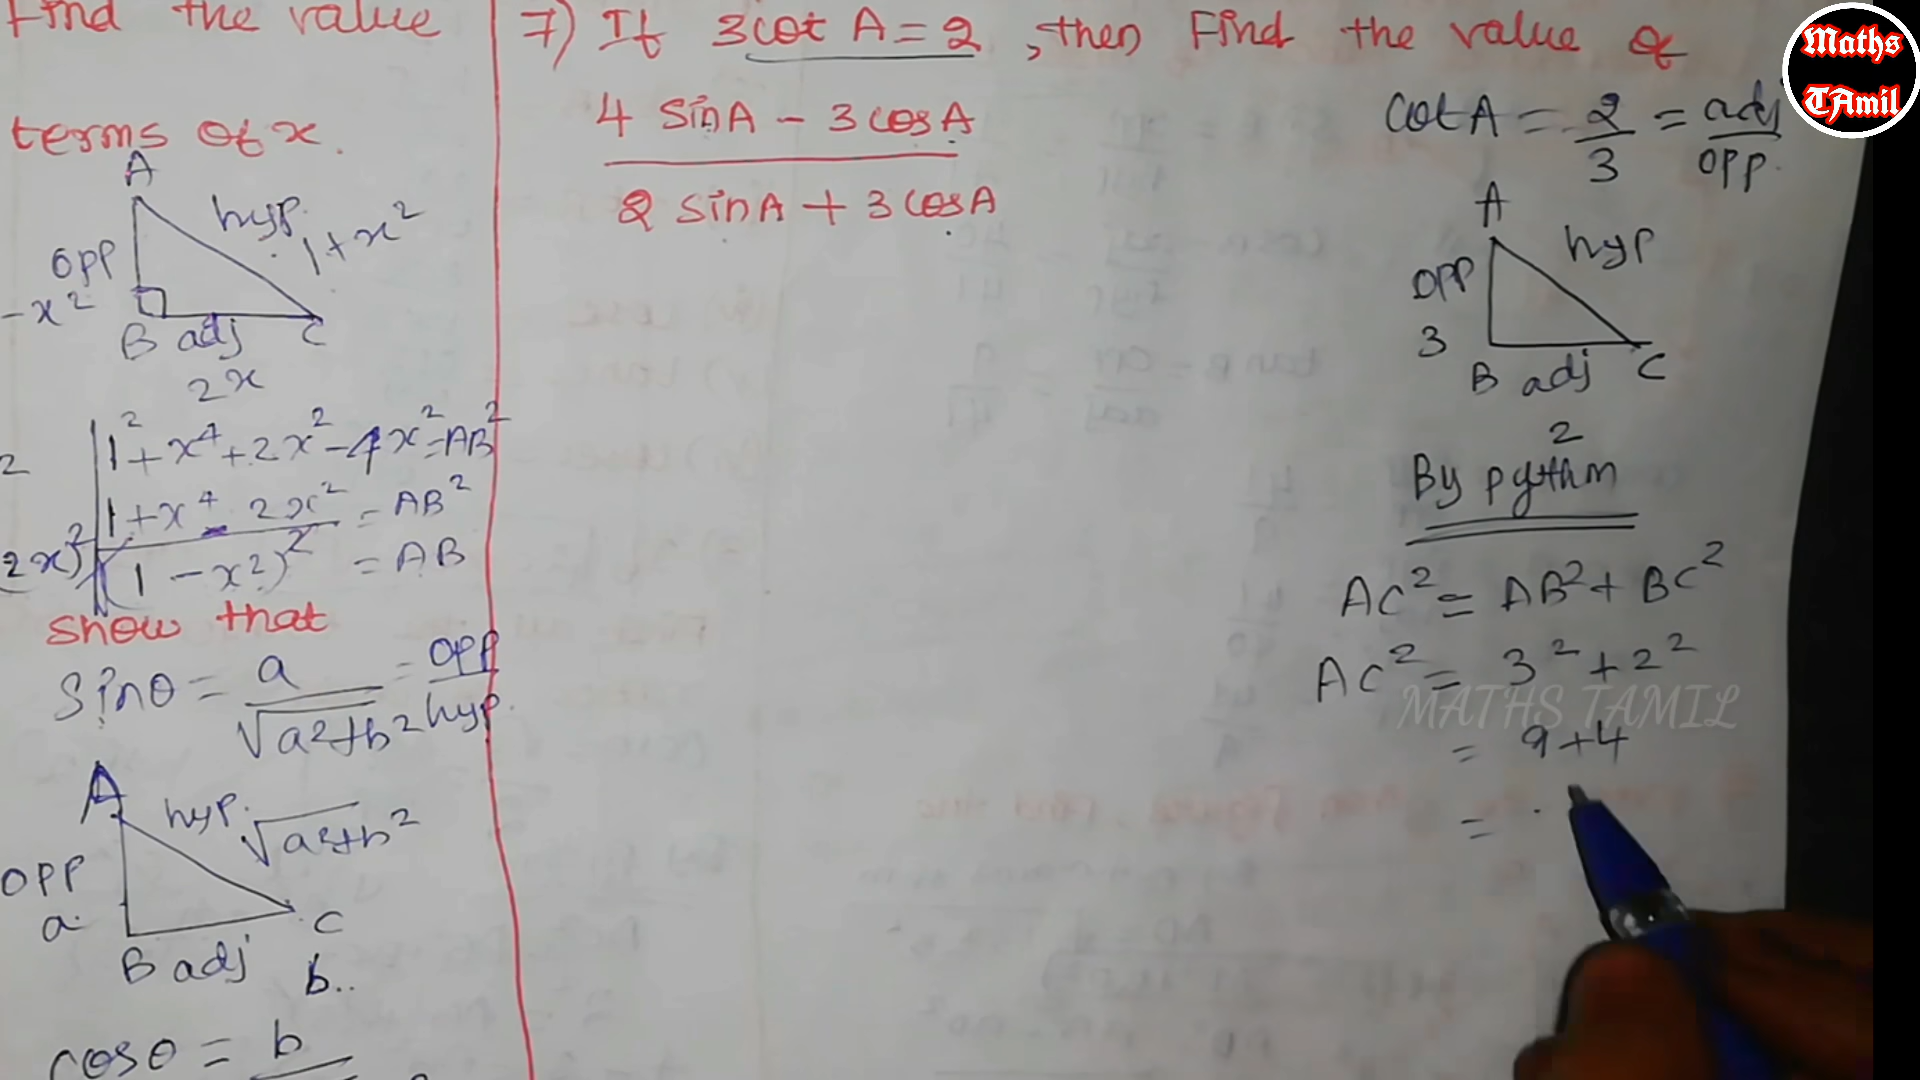 Find the value
terms of x.
A
hyp.
1+x²
opp
-x²
B adj C
2x
1²+x⁴+2x²-4x²=AB²
2
1+x⁴-2x² = AB²
2x)²
(1-x²)² = AB
show that
sinθ = a/√a²+b² = opp/hyp.
A
hyp. √a²+b²
opp
a
B adj C
b..
cosθ = b
7) If 3cot A = 2, then Find the value of
4 sinA - 3 cosA
2 sinA + 3 cosA
cot A = 2/3 = adj/opp.
A
hyp
opp
3
B adj C
2
By pythm
AC² = AB² + BC²
AC² = 3² + 2²
= 9+4
=
MATHS TAMIL
Maths
TAmil